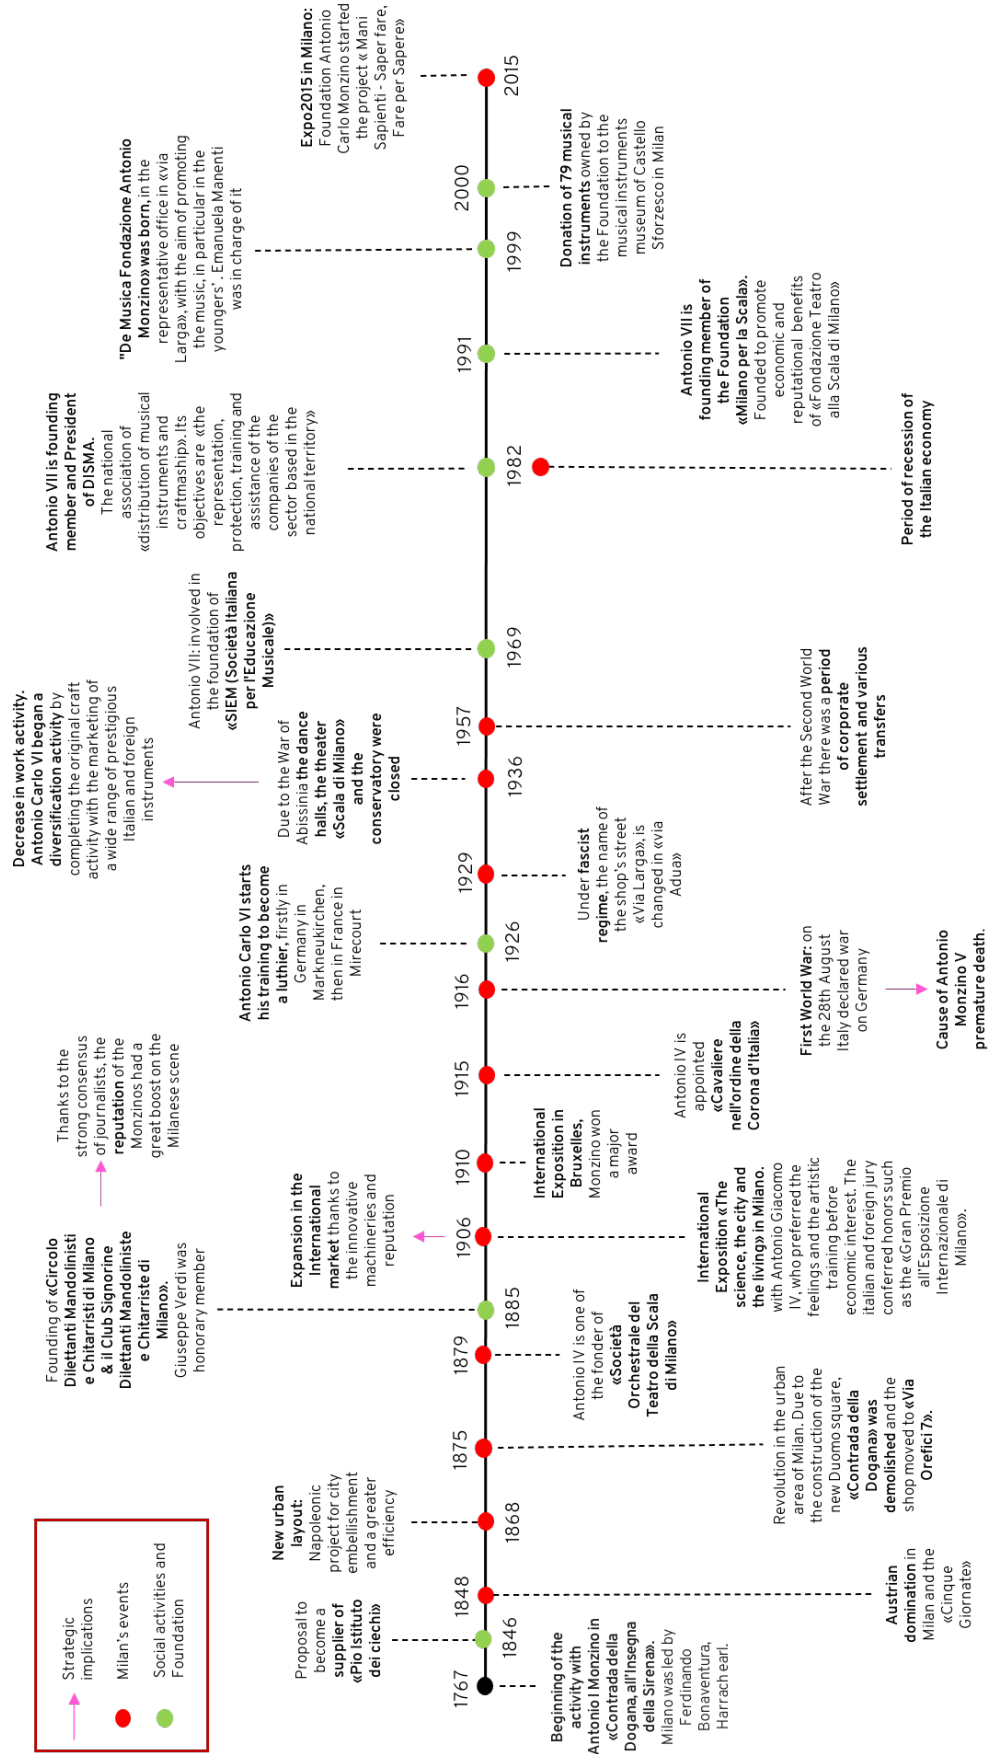 Strategic
implications
Milan's events
Social activities and
Foundation
1767
Beginning of the
activity with
Antonio I Monzino in
«Contrada della
Dogana, all'Insegna
della Sirena».
Milano was led by
Ferdinando
Bonaventura,
Harrach earl.
Proposal to
become a
supplier of
«Pio Istituto
dei ciechi»
1846
1848
Austrian
domination in
Milan and the
«Cinque
Giornate»
New urban
layout:
Napoleonic
project for city
embellishment
and a greater
efficiency
1868
1875
Revolution in the urban
area of Milan. Due to
the construction of the
new Duomo square,
«Contrada della
Dogana» was
demolished and the
shop moved to «Via
Orefici 7».
1879
Antonio IV is one of
the fonder of
«Società
Orchestrale del
Teatro della Scala
di Milano»
Founding of «Circolo
Dilettanti Mandolinisti
e Chitarristi di Milano
& il Club Signorine
Dilettanti Mandoliniste
e Chitarriste di
Milano».
Giuseppe Verdi was
honorary member
Thanks to the
strong consensus
of journalists, the
reputation of the
Monzinos had a
great boost on the
Milanese scene
1885
Expansion in the
International
market thanks to
the innovative
machineries and
reputation
1906
International
Exposition «The
science, the city and
the living» in Milano.
with Antonio Giacomo
IV, who preferred the
feelings and the artistic
training before
economic interest. The
italian and foreign jury
conferred honors such
as the «Gran Premio
all'Esposizione
Internazionale di
Milano».
1910
International
Exposition in
Bruxelles,
Monzino won
a major
award
1915
Antonio IV is
appointed
«Cavaliere
nell'ordine della
Corona d'Italia»
1916
First World War: on
the 28th August
Italy declared war
on Germany
Cause of Antonio
Monzino V
premature death.
Antonio Carlo VI starts
his training to become
a luthier, firstly in
Germany in
Markneukirchen,
then in France in
Mirecourt
1926
1929
Under fascist
regime, the name of
the shop's street
«Via Larga», is
changed in «via
Adua»
Decrease in work activity.
Antonio Carlo VI began a
diversification activity by
completing the original craft
activity with the marketing of
a wide range of prestigious
Italian and foreign
instruments
Due to the War of
Abissinia the dance
halls, the theater
«Scala di Milano»
and the
conservatory were
closed
1936
1957
After the Second World
War there was a period
of corporate
settlement and various
transfers
Antonio VII: involved in
the foundation of
«SIEM (Società Italiana
per l'Educazione
Musicale)»
1969
Antonio VII is founding
member and President
of DISMA.
The national
association of
«distribution of musical
instruments and
craftmaship». Its
objectives are «the
representation,
protection, training and
assistance of the
companies of the
sector based in the
national territory»
1982
Period of recession of
the Italian economy
1991
Antonio VII is
founding member of
the Foundation
«Milano per la Scala».
Founded to promote
economic and
reputational benefits
of «Fondazione Teatro
alla Scala di Milano»
"De Musica Fondazione Antonio
Monzino» was born, in the
representative office in «via
Larga», with the aim of promoting
the music, in particular in the
youngers'. Emanuela Manenti
was in charge of it
1999
2000
Donation of 79 musical
instruments owned by
the Foundation to the
musical instruments
museum of Castello
Sforzesco in Milan
Expo2015 in Milano:
Foundation Antonio
Carlo Monzino started
the project « Mani
Sapienti - Saper fare,
Fare per Sapere»
2015